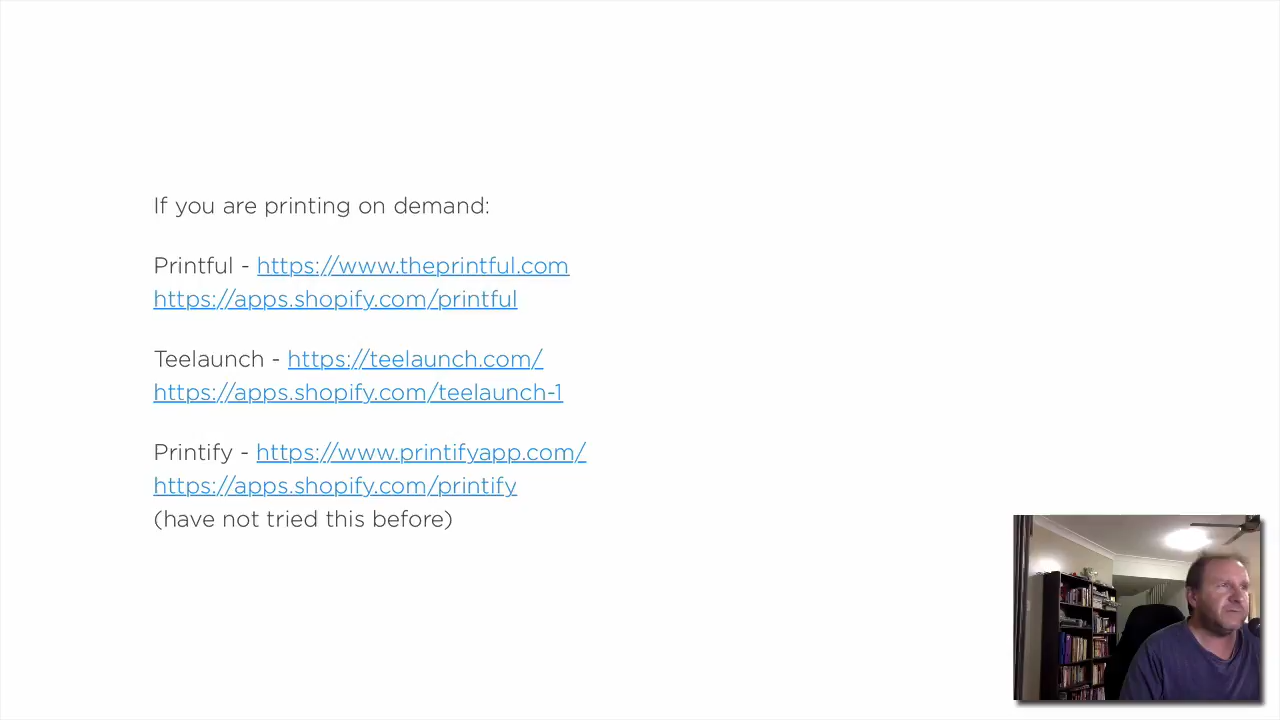 If you are printing on demand:
Printful - https://www.theprintful.com
https://apps.shopify.com/printful
Teelaunch - https://teelaunch.com/
https://apps.shopify.com/teelaunch-1
Printify - https://www.printifyapp.com/
https://apps.shopify.com/printify
(have not tried this before)